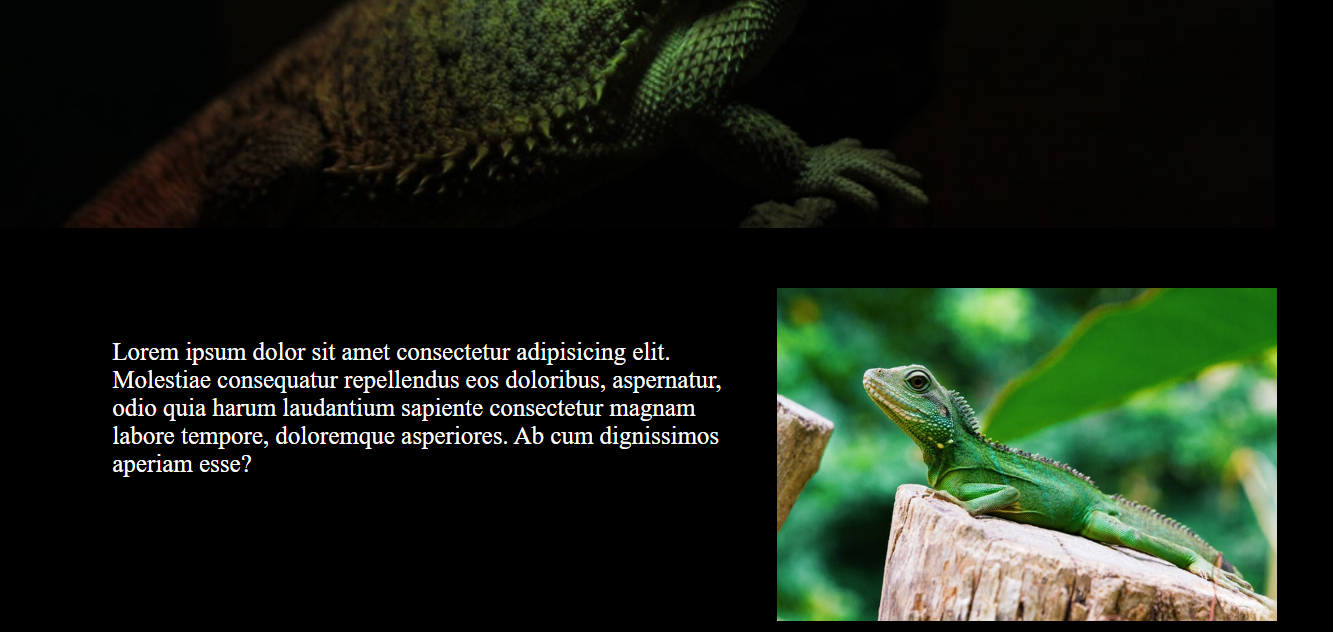 Lorem ipsum dolor sit amet consectetur adipisicing elit.
Molestiae consequatur repellendus eos doloribus, aspernatur,
odio quia harum laudantium sapiente consectetur magnam
labore tempore, doloremque asperiores. Ab cum dignissimos
aperiam esse?